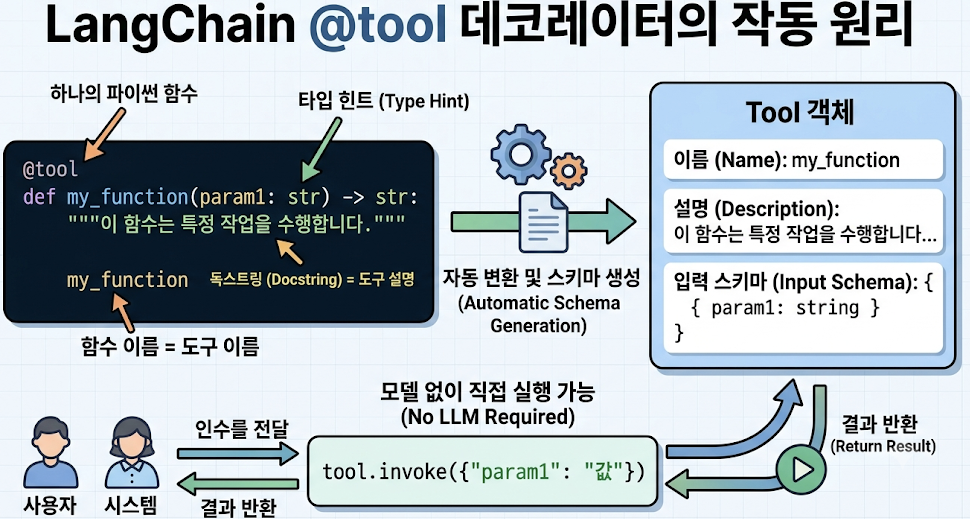 LangChain @tool 데코레이터의 작동 원리
하나의 파이썬 함수
타입 힌트 (Type Hint)
@tool
def my_function(param1: str) -> str:
"""이 함수는 특정 작업을 수행합니다."""
my_function
독스트링 (Docstring) = 도구 설명
함수 이름 = 도구 이름
자동 변환 및 스키마 생성
(Automatic Schema
Generation)
Tool 객체
이름 (Name): my_function
설명 (Description):
이 함수는 특정 작업을 수행합니다...
입력 스키마 (Input Schema): {
{ param1: string }
}
모델 없이 직접 실행 가능
(No LLM Required)
사용자
시스템
인수를 전달
결과 반환
tool.invoke({"param1": "값"})
결과 반환
(Return Result)